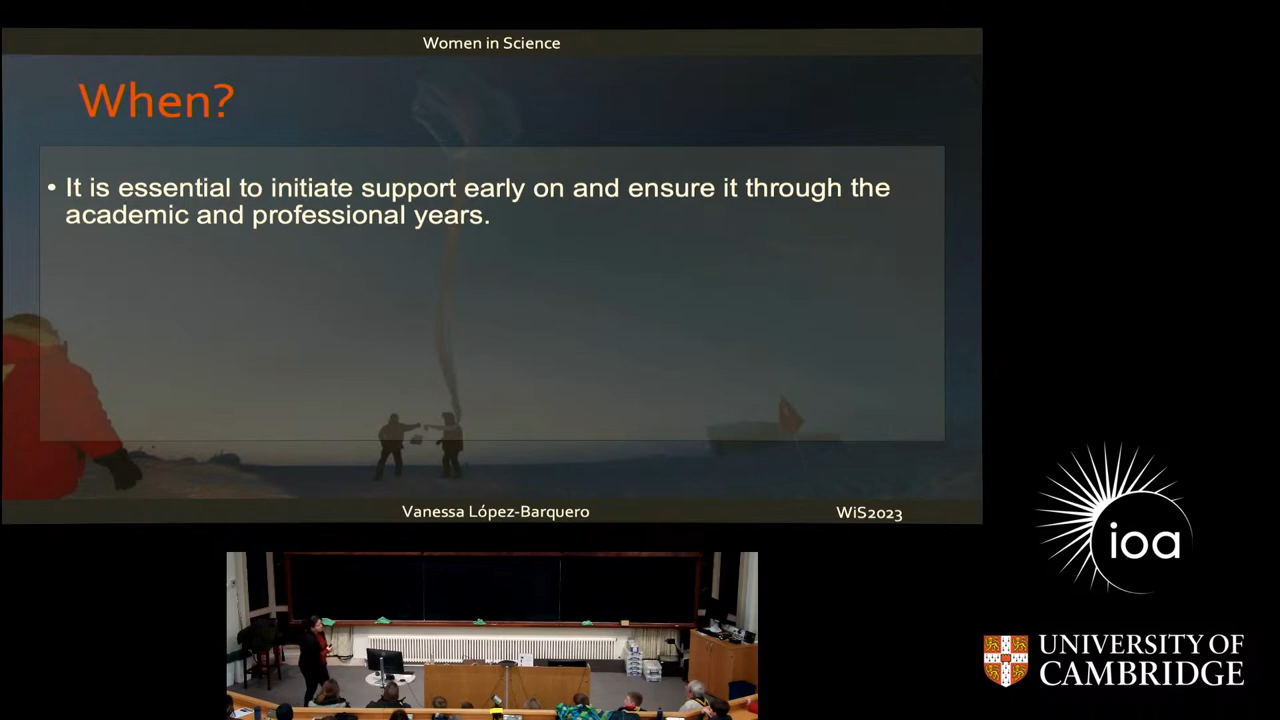 Women in Science
When?
• It is essential to initiate support early on and ensure it through the
academic and professional years.
Vanessa López-Barquero
WiS2023
ioa
UNIVERSITY OF
CAMBRIDGE